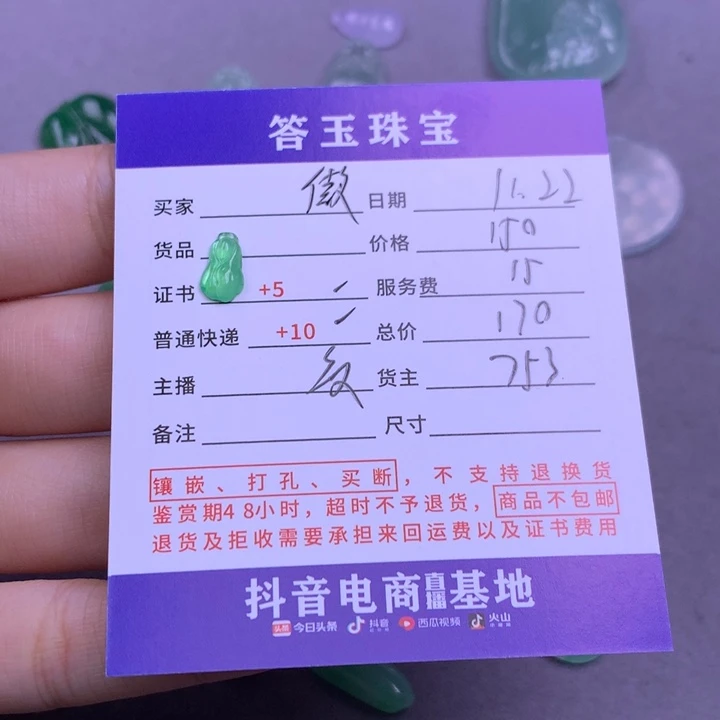 答玉珠宝
买家 傲 日期 11.22
货品 价格 150
证书 +5 服务费 15
普通快递 +10 总价 170
主播 货主 753
备注 尺寸
镶嵌、打孔、买断，不支持退换货
鉴赏期48小时，超时不予退货，商品不包邮
退货及拒收需要承担来回运费以及证书费用
抖音电商直播基地
头条 今日头条 抖音 西瓜视频 火山